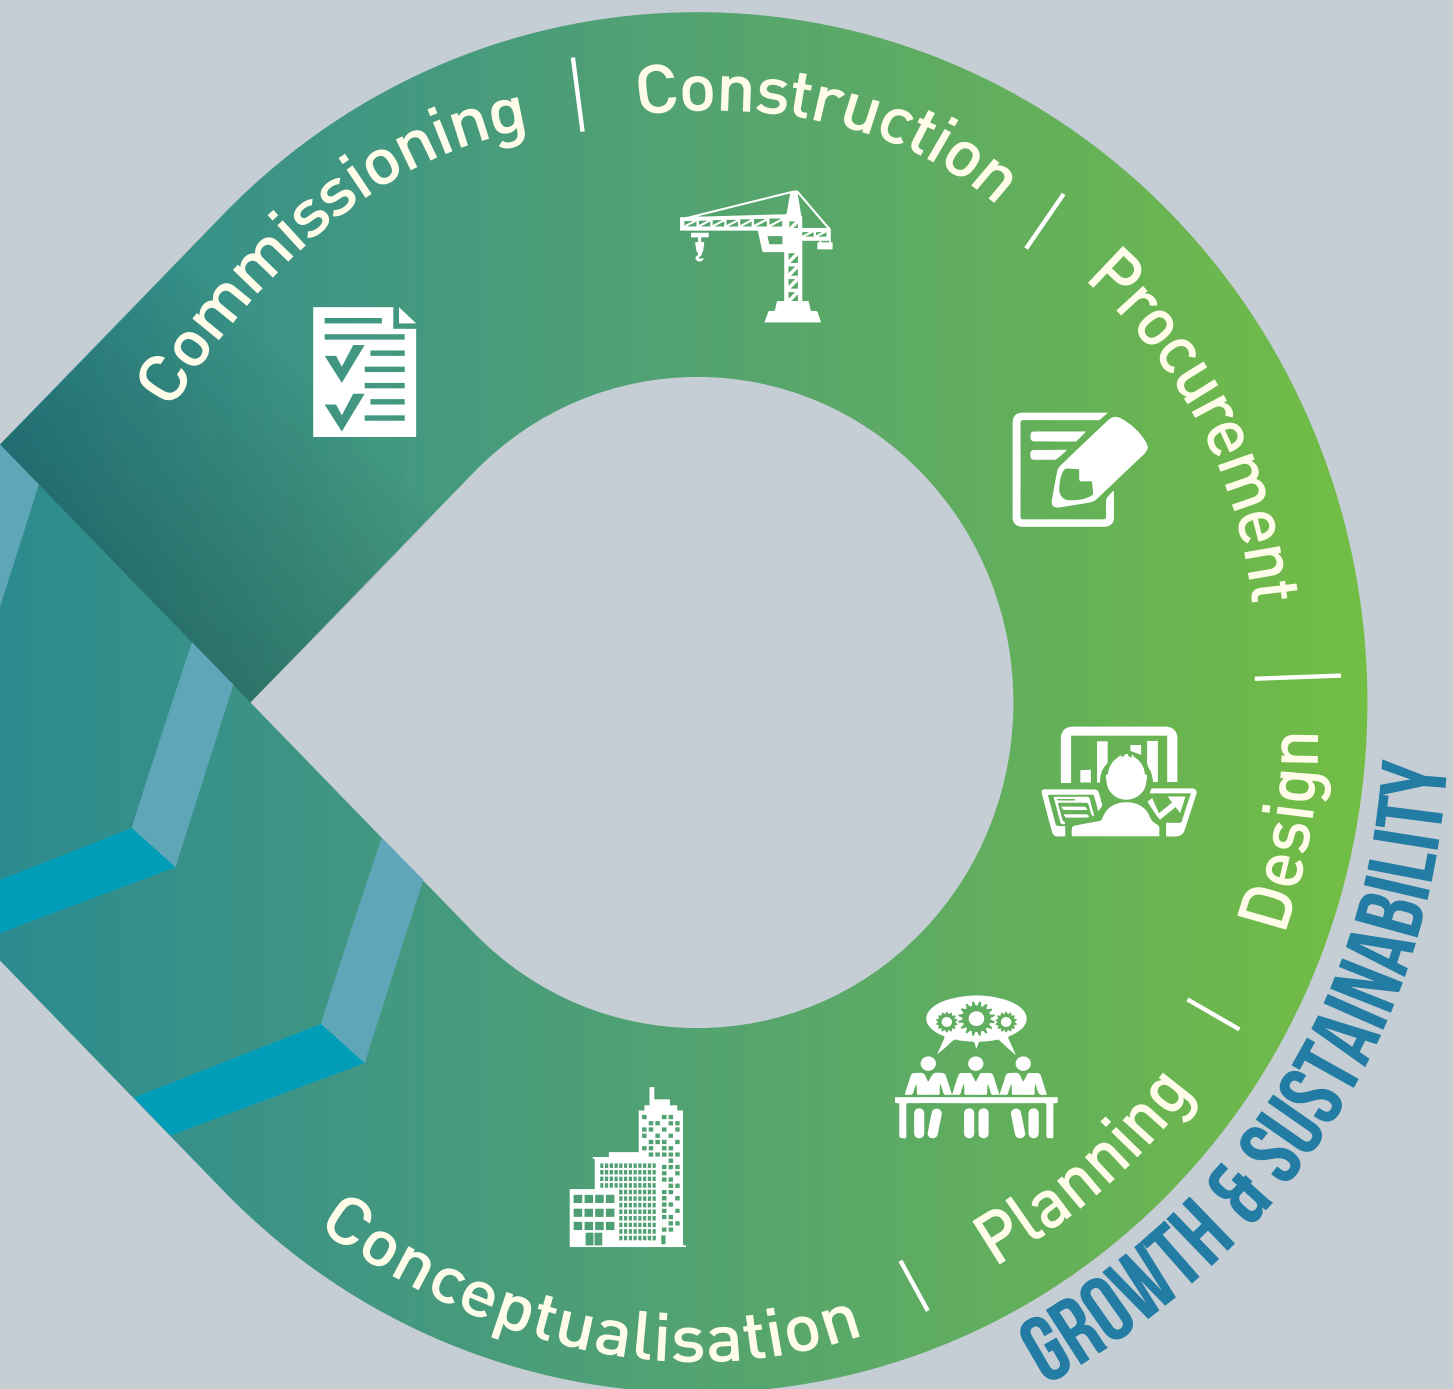 Commissioning | Construction | Procurement | Design | Planning | Conceptualisation
GROWTH & SUSTAINABILITY